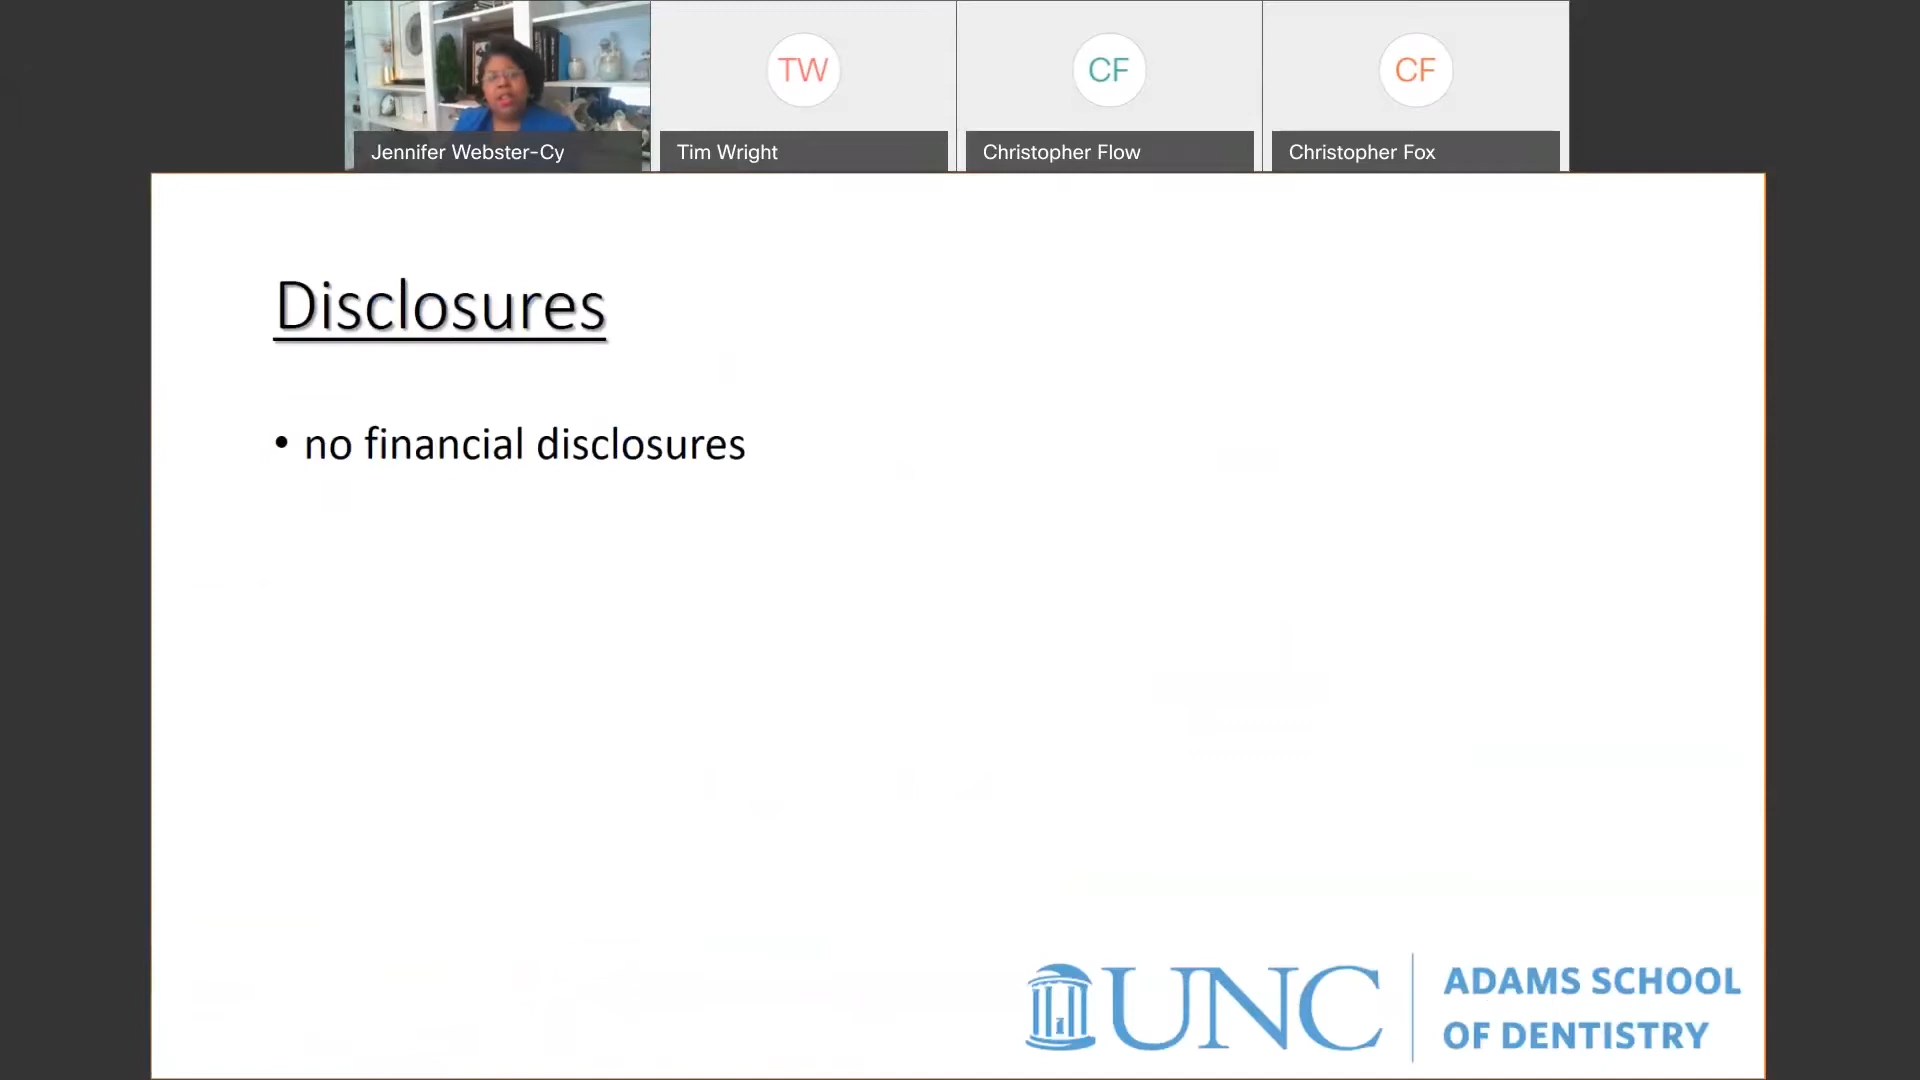 TW
CF
CF
Jennifer Webster-Cy
Tim Wright
Christopher Flow
Christopher Fox
Disclosures
• no financial disclosures
UNC
ADAMS SCHOOL
OF DENTISTRY